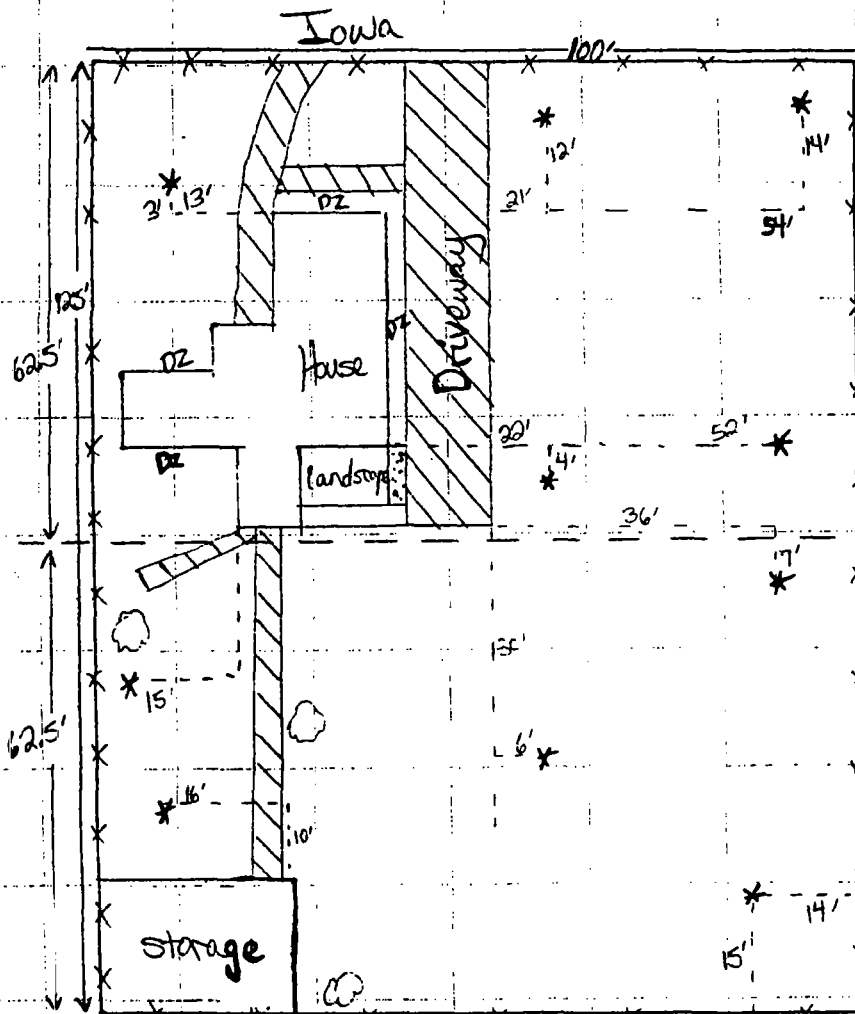 Iowa
100'
12'
14'
3' 13'
DZ
21'
54'
125'
62.5'
DZ
DZ
House
Driveway
DZ
22'
52'
4'
landscape
36'
7'
15'
6'
62.5'
16'
10'
storage
14'
15'